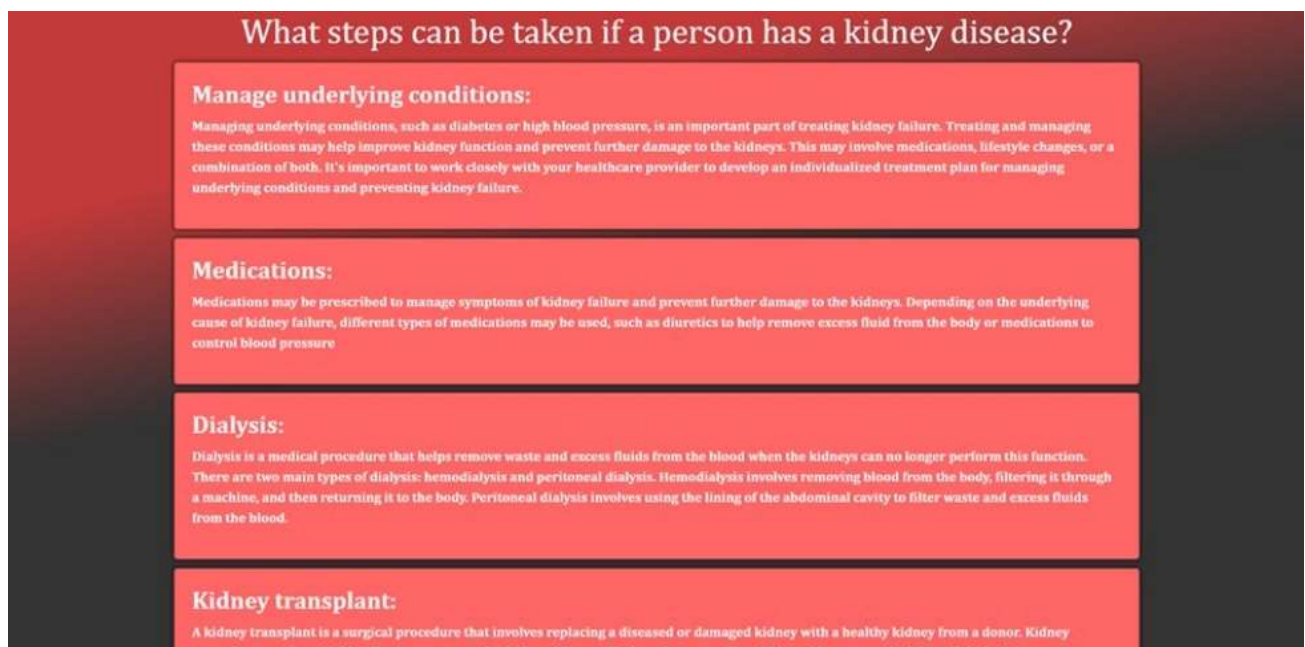 What steps can be taken if a person has a kidney disease?
Manage underlying conditions:
Managing underlying conditions, such as diabetes or high blood pressure, is an important part of treating kidney failure. Treating and managing
these conditions may help improve kidney function and prevent further damage to the kidneys. This may involve medications, lifestyle changes, or a
combination of both. It's important to work closely with your healthcare provider to develop an individualized treatment plan for managing
underlying conditions and preventing kidney failure.
Medications:
Medications may be prescribed to manage symptoms of kidney failure and prevent further damage to the kidneys. Depending on the underlying
cause of kidney failure, different types of medications may be used, such as diuretics to help remove excess fluid from the body or medications to
control blood pressure
Dialysis:
Dialysis is a medical procedure that helps remove waste and excess fluids from the blood when the kidneys can no longer perform this function.
There are two main types of dialysis: hemodialysis and peritoneal dialysis. Hemodialysis involves removing blood from the body, filtering it through
a machine, and then returning it to the body. Peritoneal dialysis involves using the lining of the abdominal cavity to filter waste and excess fluids
from the blood.
Kidney transplant:
A kidney transplant is a surgical procedure that involves replacing a diseased or damaged kidney with a healthy kidney from a donor. Kidney